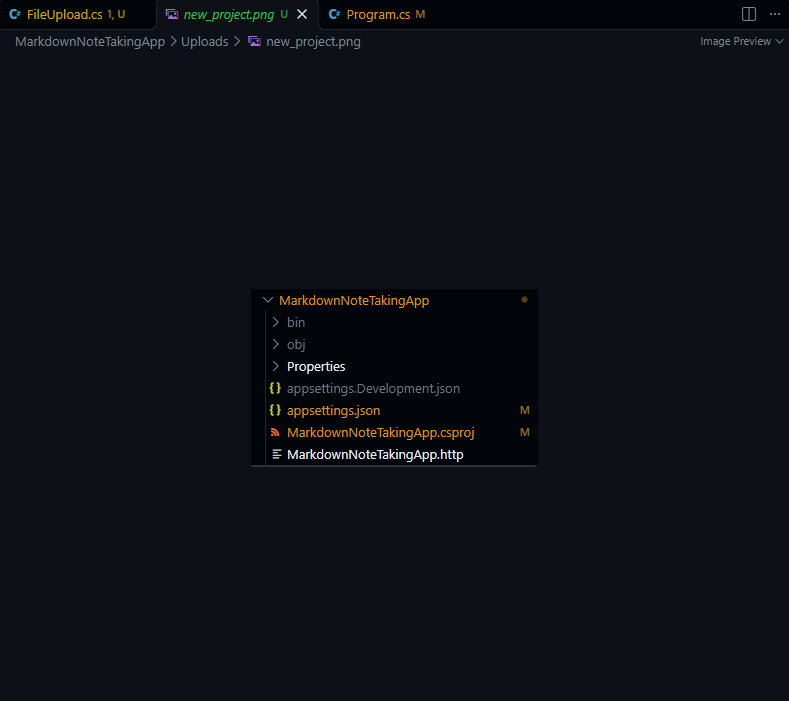 FileUpload.cs 1, U new_project.png U Program.cs M
MarkdownNoteTakingApp > Uploads > new_project.png Image Preview
MarkdownNoteTakingApp
bin
obj
Properties
{} appsettings.Development.json
{} appsettings.json M
MarkdownNoteTakingApp.csproj M
MarkdownNoteTakingApp.http